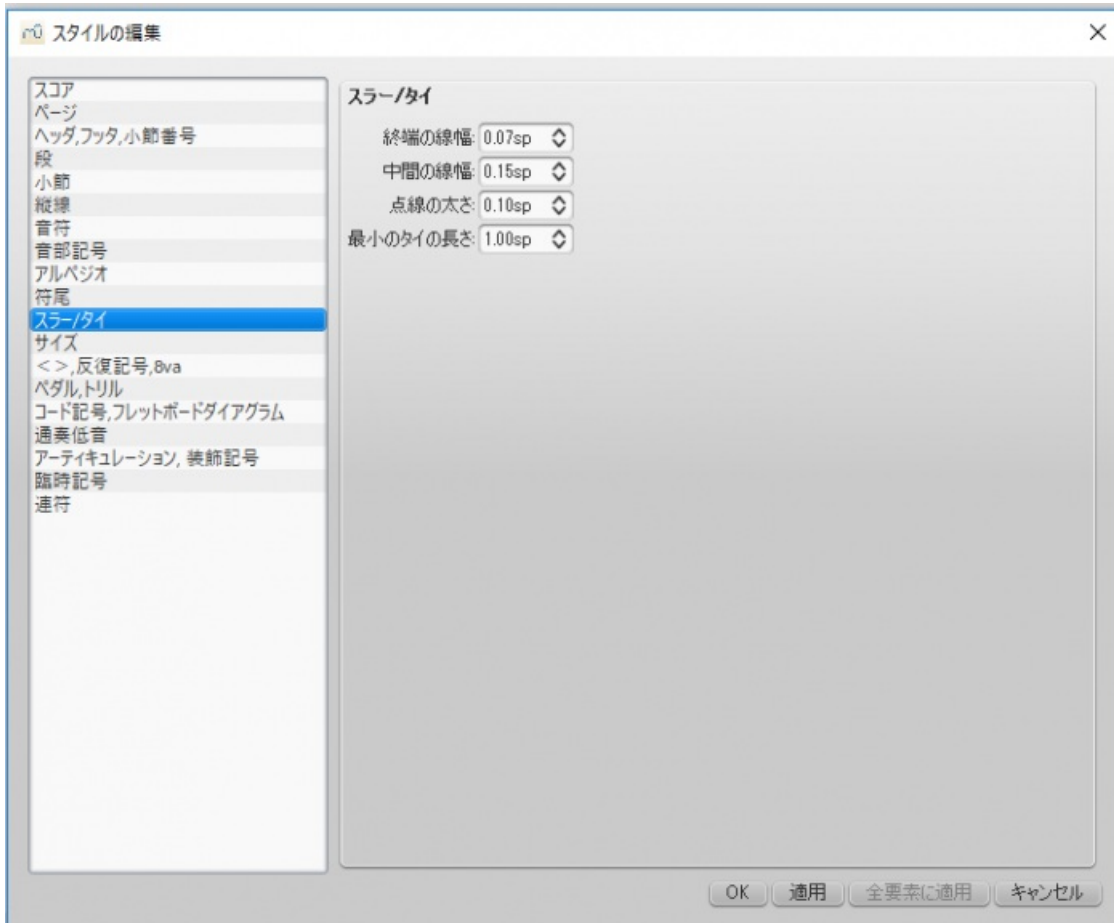 スタイルの編集
スコア
ページ
ヘッダ,フッタ,小節番号
段
小節
縦線
音符
音部記号
アルペジオ
符尾
スラー/タイ
サイズ
<>,反復記号,8va
ペダル,トリル
コード記号,フレットボードダイアグラム
通奏低音
アーティキュレーション, 装飾記号
臨時記号
連符
スラー/タイ
終端の線幅: 0.07sp
中間の線幅: 0.15sp
点線の太さ: 0.10sp
最小のタイの長さ: 1.00sp
OK 適用 全要素に適用 キャンセル